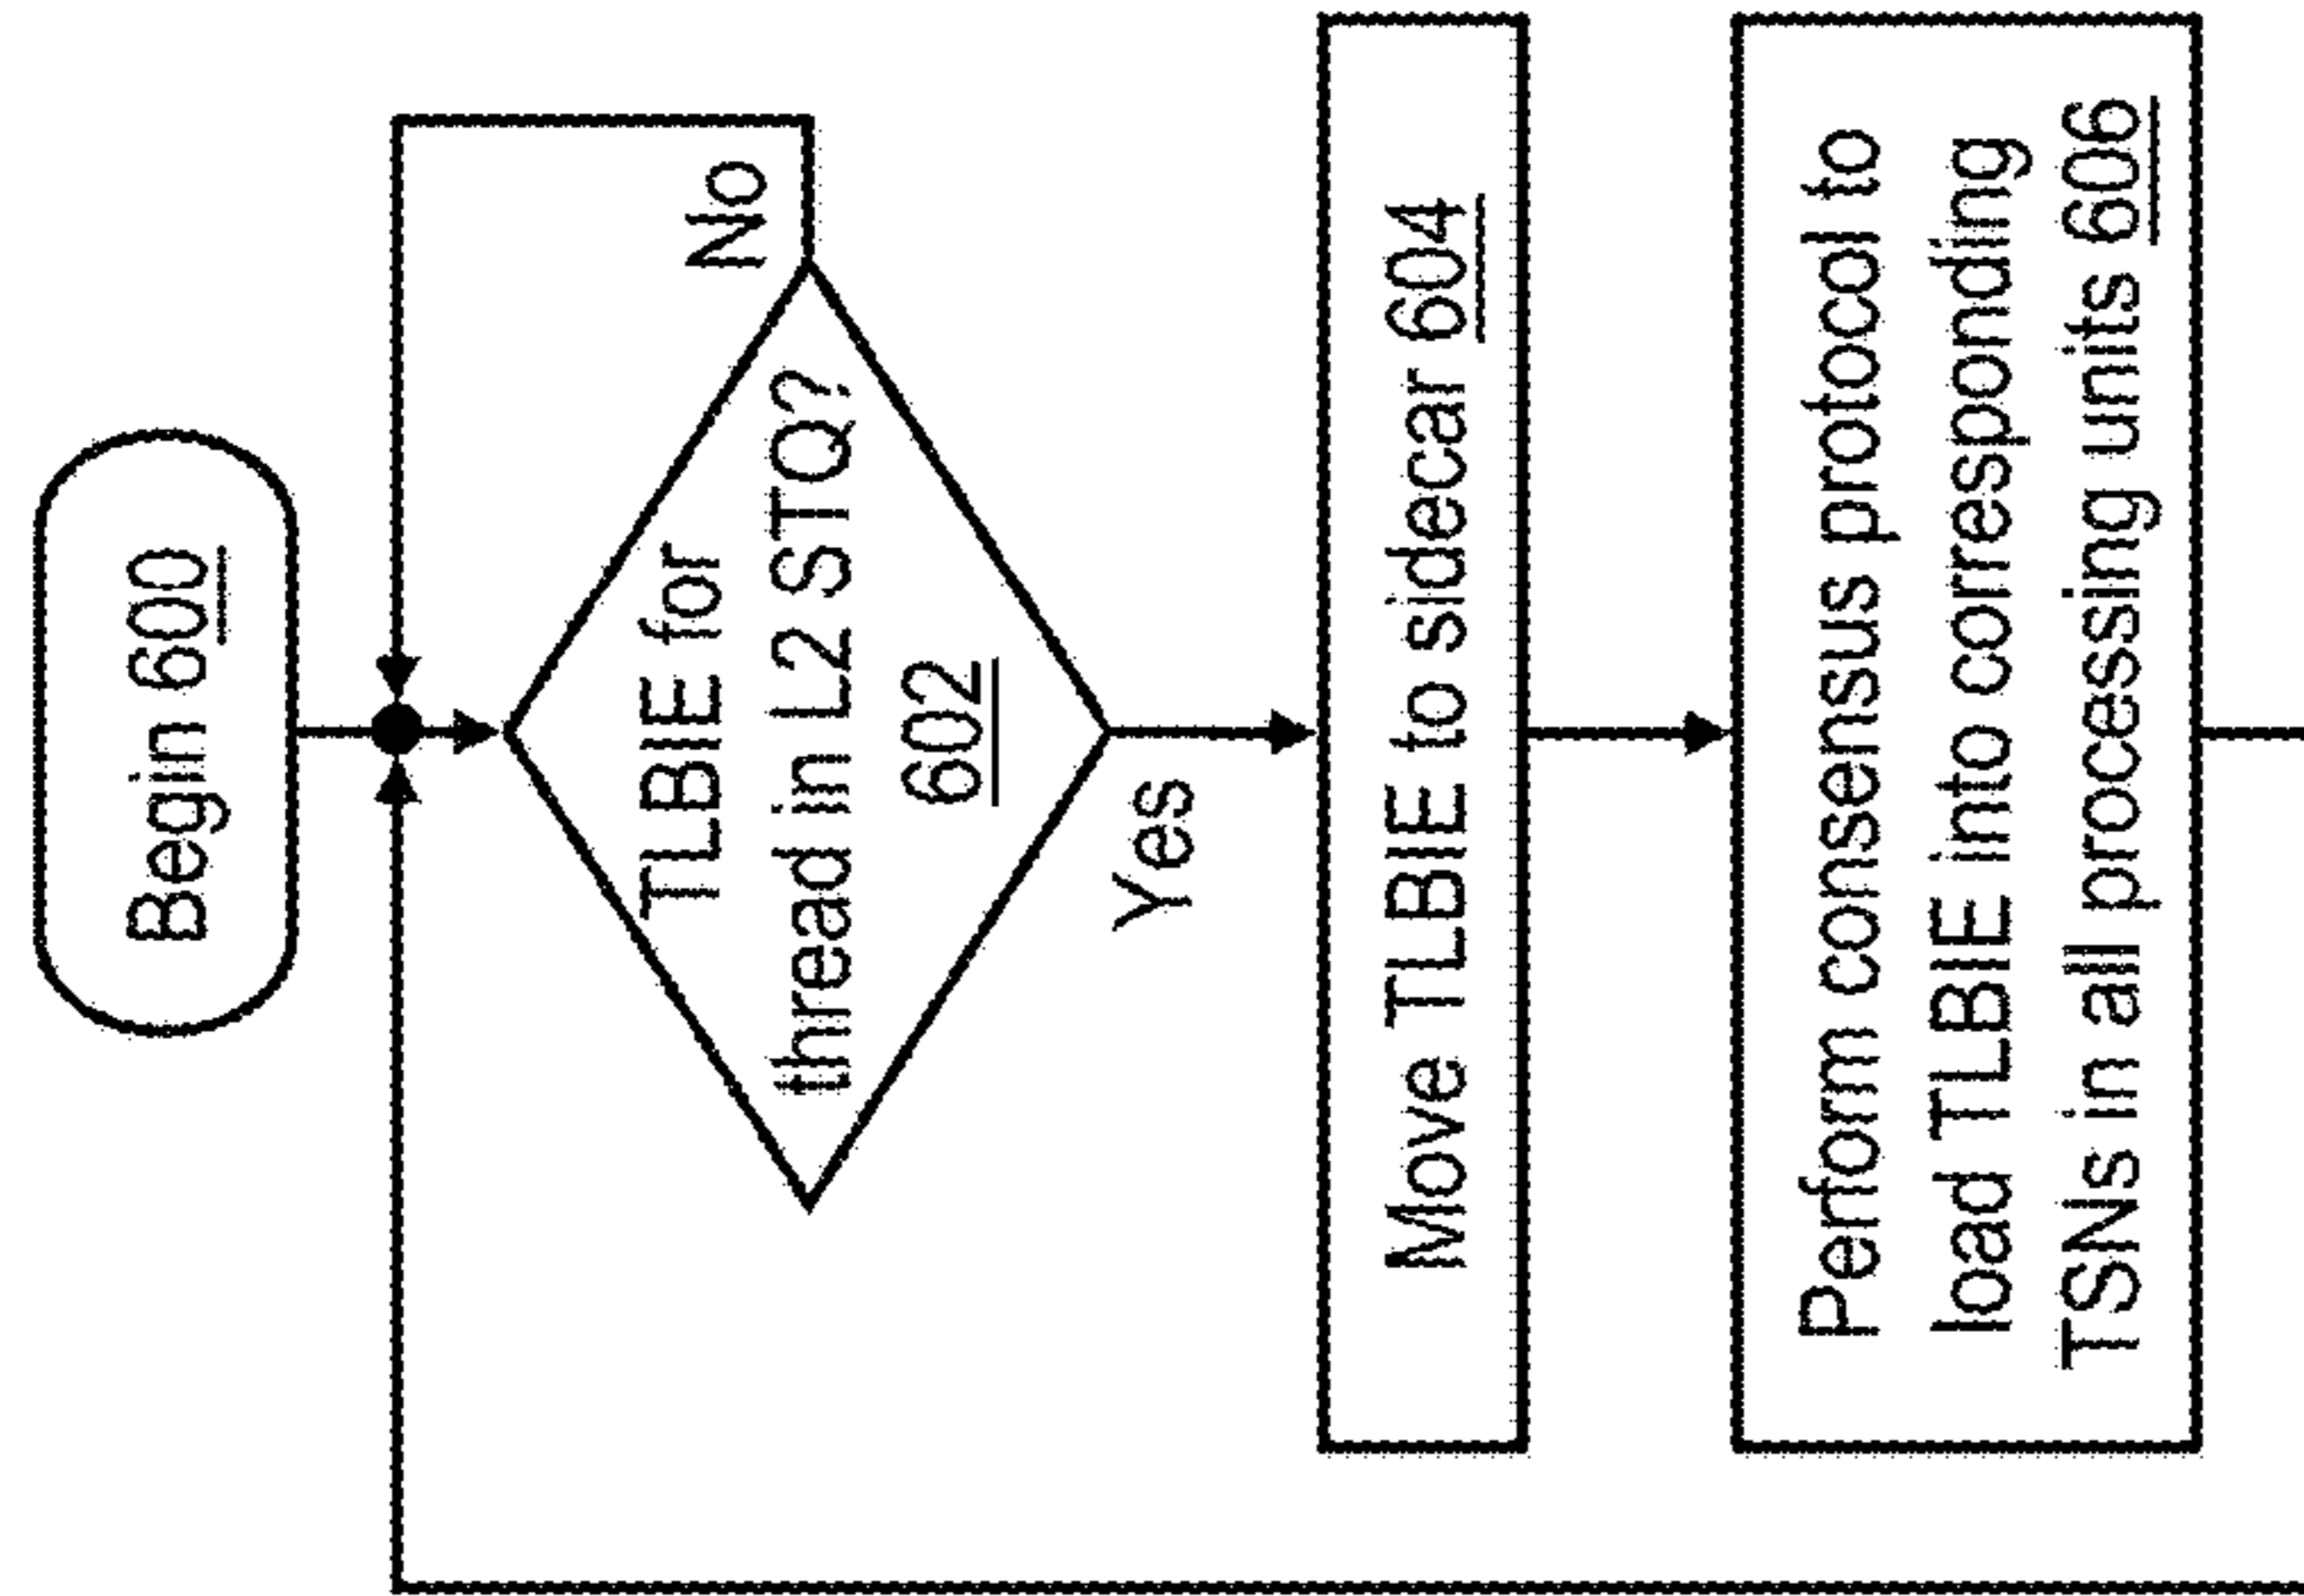 Begin 600
No
TLBIE for
thread in L2 STQ?
602
Yes
Move TLBIE to sidecar 604
Perform consensus protocol to
load TLBIE into corresponding
TSNs in all processing units 606